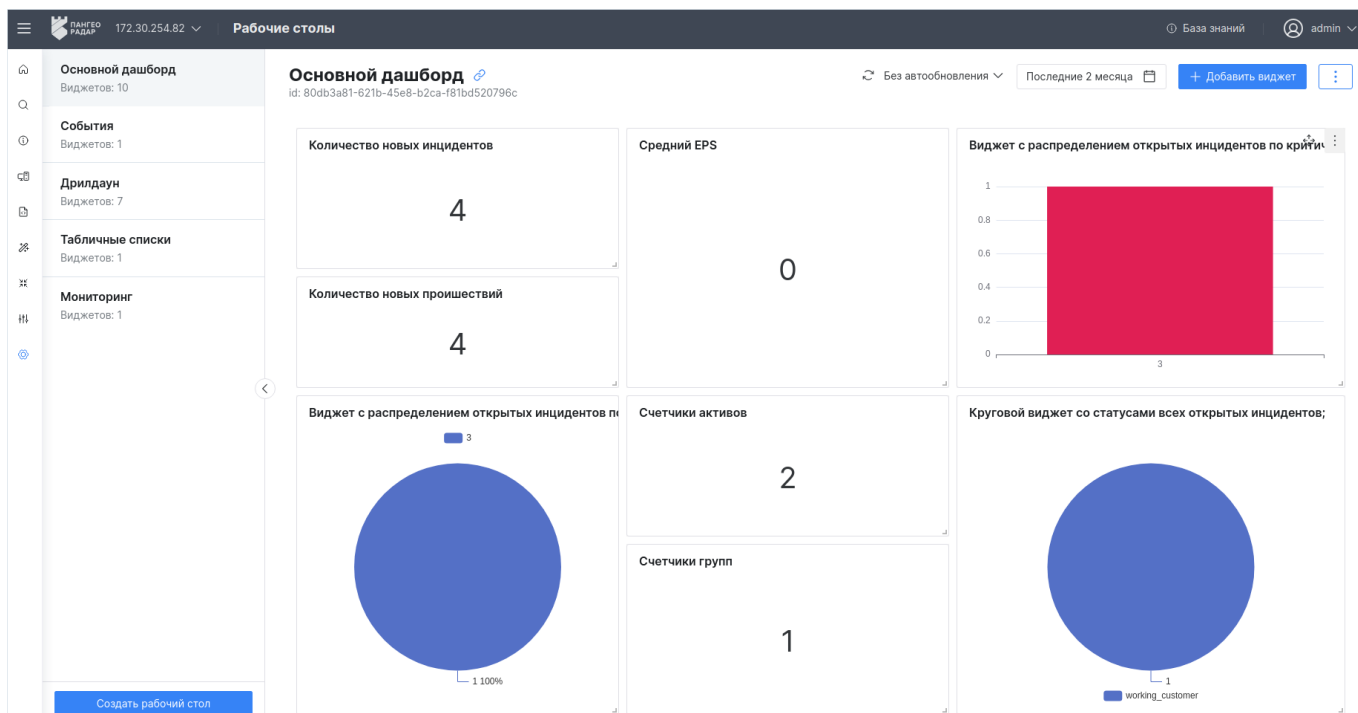 ПАНГЕО
РАДАР
172.30.254.82
Рабочие столы
База знаний
admin
Основной дашборд
Виджетов: 10
События
Виджетов: 1
Дрилдаун
Виджетов: 7
Табличные списки
Виджетов: 1
Мониторинг
Виджетов: 1
Создать рабочий стол
Основной дашборд
id: 80db3a81-621b-45e8-b2ca-f81bd520796c
Без автообновления
Последние 2 месяца
+ Добавить виджет
Количество новых инцидентов
4
Количество новых проишествий
4
Средний EPS
0
Виджет с распределением открытых инцидентов по критич
1
0.8
0.6
0.4
0.2
0
3
Виджет с распределением открытых инцидентов по
3
1 100%
Счетчики активов
2
Счетчики групп
1
Круговой виджет со статусами всех открытых инцидентов;
1
working_customer